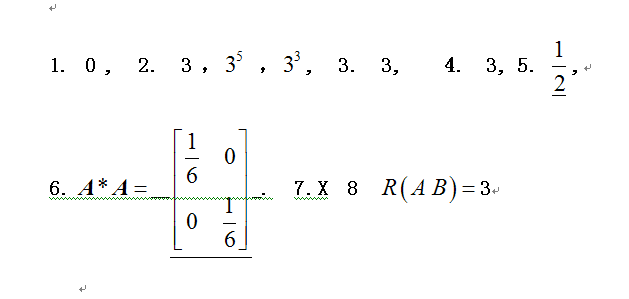 1. 0， 2. 3，3^5，3^3， 3. 3， 4. 3，5. 1/2，
6. A*A=__[1/6 0; 0 1/6]_. 7.X 8 R(A B)=3